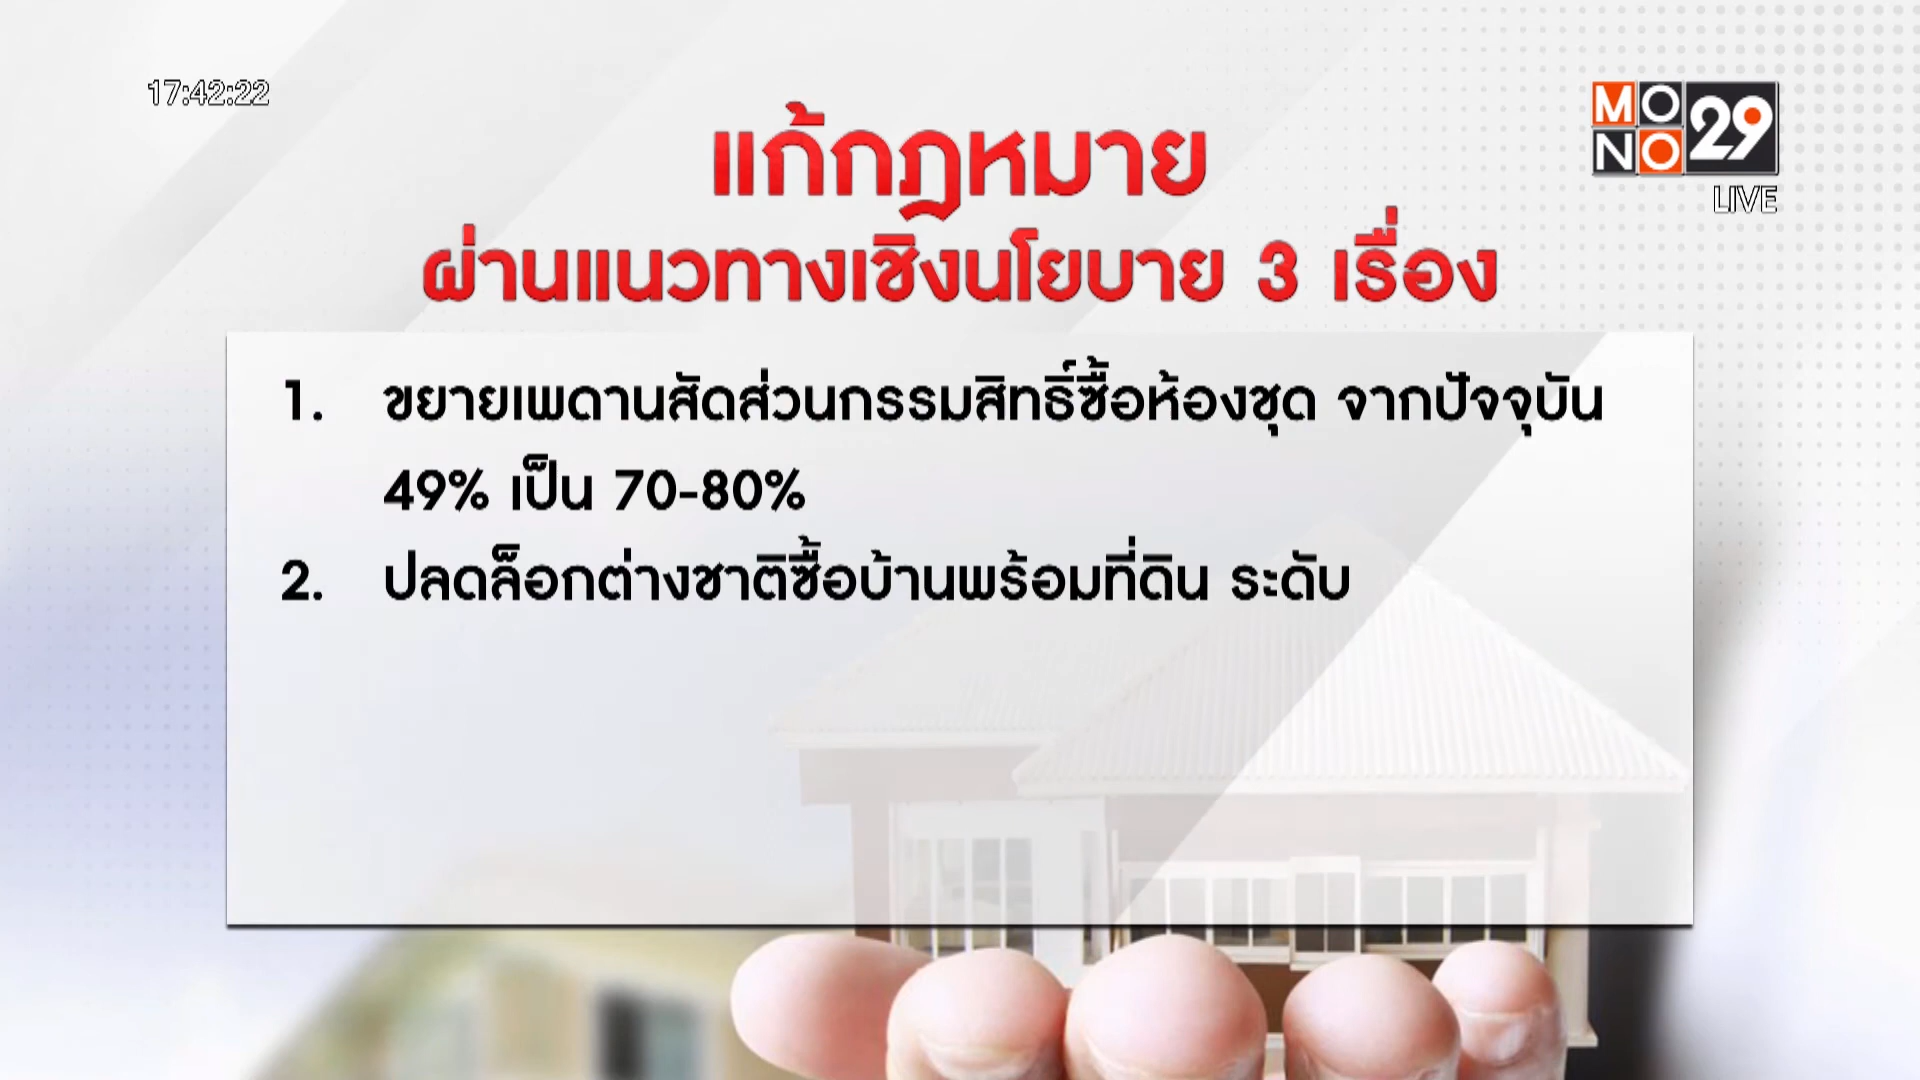 17:42:22
MONO 29
LIVE
แก้กฎหมาย
ผ่านแนวทางเชิงนโยบาย 3 เรื่อง
1. ขยายเพดานสัดส่วนกรรมสิทธิ์ซื้อห้องชุด จากปัจจุบัน
49% เป็น 70-80%
2. ปลดล็อกต่างชาติซื้อบ้านพร้อมที่ดิน ระดับ